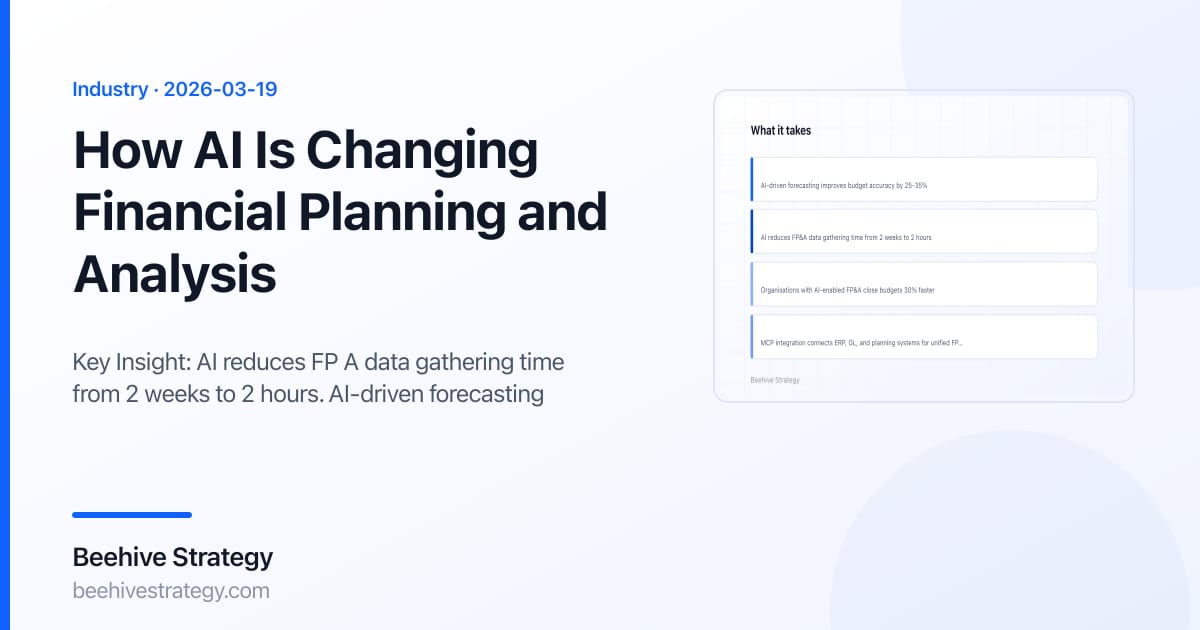 Industry · 2026-03-19
How AI Is Changing
Financial Planning and
Analysis
Key Insight: AI reduces FP A data gathering time
from 2 weeks to 2 hours. AI-driven forecasting
Beehive Strategy
beehivestrategy.com
What it takes
AI-driven forecasting improves budget accuracy by 25-35%
AI reduces FP&A data gathering time from 2 weeks to 2 hours
Organisations with AI-enabled FP&A close budgets 30% faster
MCP integration connects ERP, GL, and planning systems for unified FP...
Beehive Strategy